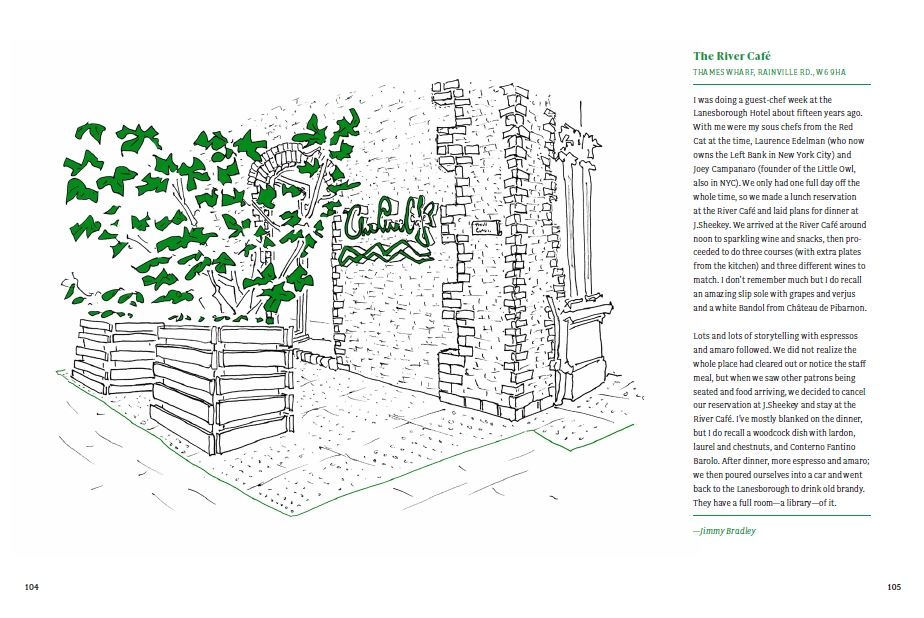 The River Café
THAMES WHARF, RAINVILLE RD., W6 9HA
I was doing a guest-chef week at the
Lanesborough Hotel about fifteen years ago.
With me were my sous chefs from the Red
Cat at the time, Laurence Edelman (who now
owns the Left Bank in New York City) and
Joey Campanaro (founder of the Little Owl,
also in NYC). We only had one full day off the
whole time, so we made a lunch reservation
at the River Café and laid plans for dinner at
J.Sheekey. We arrived at the River Café around
noon to sparkling wine and snacks, then pro-
ceeded to do three courses (with extra plates
from the kitchen) and three different wines to
match. I don't remember much but I do recall
an amazing slip sole with grapes and verjus
and a white Bandol from Château de Pibarnon.
Lots and lots of storytelling with espressos
and amaro followed. We did not realize the
whole place had cleared out or notice the staff
meal, but when we saw other patrons being
seated and food arriving, we decided to cancel
our reservation at J.Sheekey and stay at the
River Café. I've mostly blanked on the dinner,
but I do recall a woodcock dish with lardon,
laurel and chestnuts, and Conterno Fantino
Barolo. After dinner, more espresso and amaro;
we then poured ourselves into a car and went
back to the Lanesborough to drink old brandy.
They have a full room—a library—of it.
—Jimmy Bradley
104
105